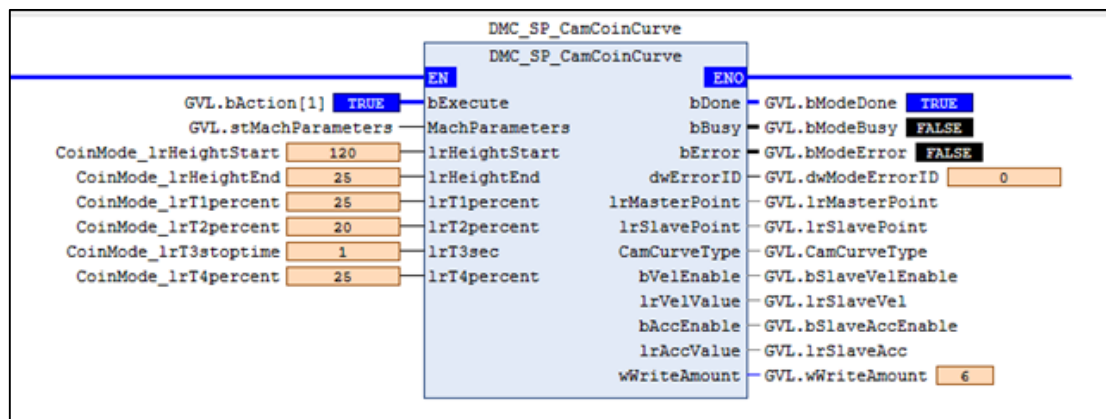 DMC_SP_CamCoinCurve
DMC_SP_CamCoinCurve
EN ENO
GVL.bAction[1] TRUE bExecute bDone GVL.bModeDone TRUE
GVL.stMachParameters MachParameters bBusy GVL.bModeBusy FALSE
CoinMode_lrHeightStart 120 lrHeightStart bError GVL.bModeError FALSE
CoinMode_lrHeightEnd 25 lrHeightEnd dwErrorID GVL.dwModeErrorID 0
CoinMode_lrT1percent 25 lrT1percent lrMasterPoint GVL.lrMasterPoint
CoinMode_lrT2percent 20 lrT2percent lrSlavePoint GVL.lrSlavePoint
CoinMode_lrT3stoptime 1 lrT3sec CamCurveType GVL.CamCurveType
CoinMode_lrT4percent 25 lrT4percent bVelEnable GVL.bSlaveVelEnable
lrVelValue GVL.lrSlaveVel
bAccEnable GVL.bSlaveAccEnable
lrAccValue GVL.lrSlaveAcc
wWriteAmount GVL.wWriteAmount 6